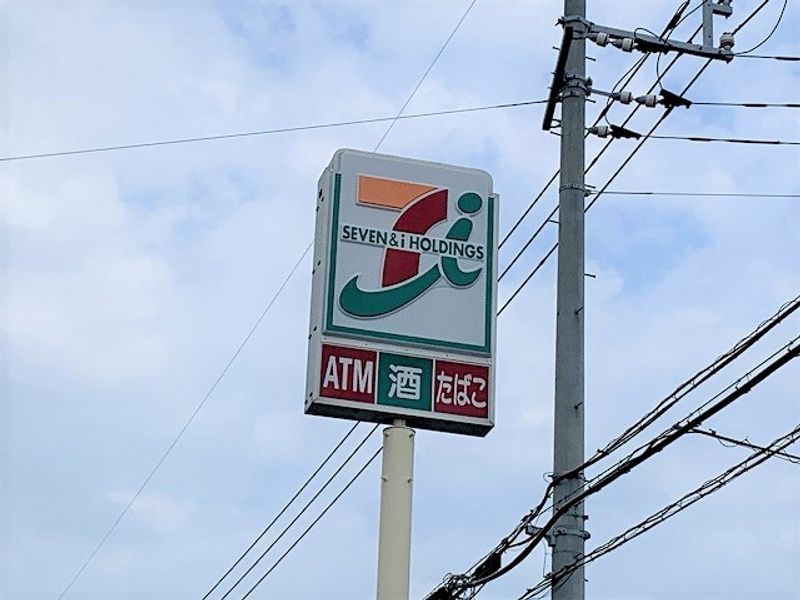 SEVEN & i HOLDINGS
ATM 酒 たばこ